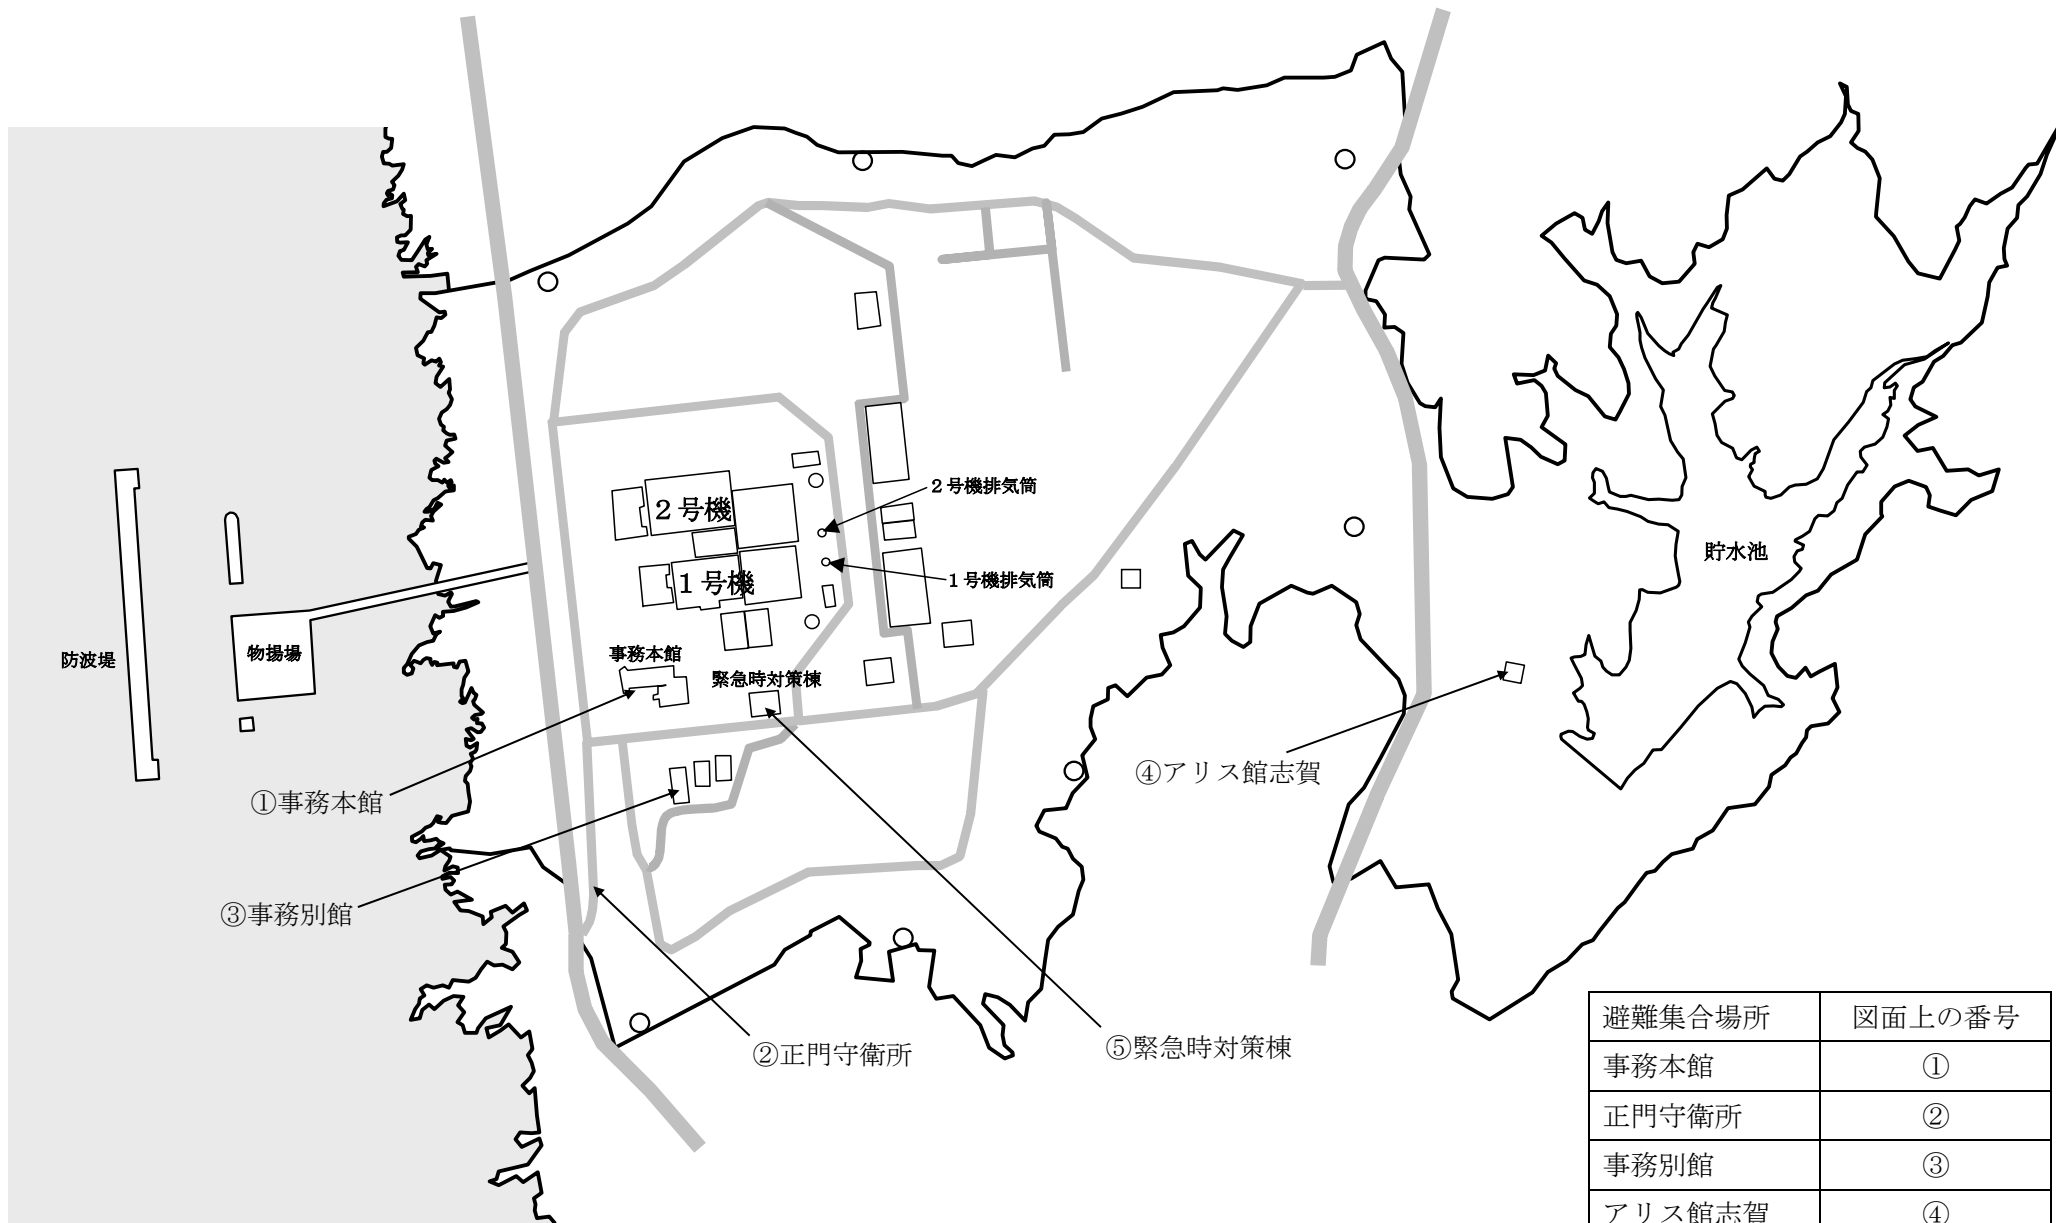 2号機排気筒
2号機
貯水池
1号機排気筒
1号機
事務本館
物揚場
防波堤
緊急時対策棟
④アリス館志賀
①事務本館
③事務別館
②正門守衛所
⑤緊急時対策棟
避難集合場所 図面上の番号
事務本館 ①
正門守衛所 ②
事務別館 ③
アリス館志賀 ④